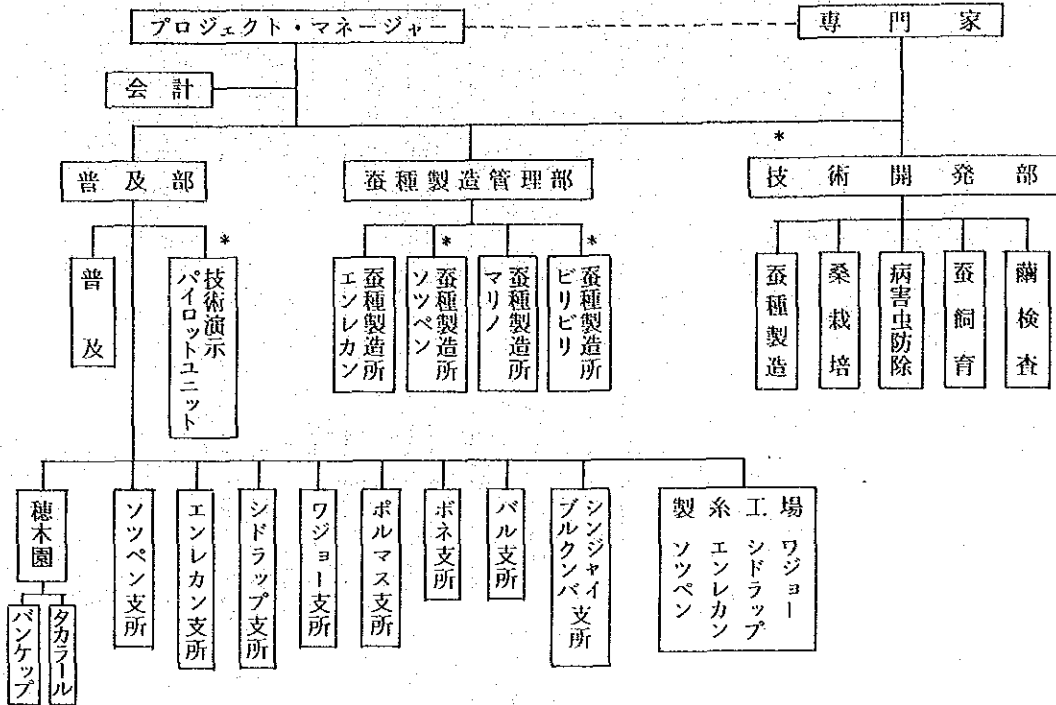 プロジェクト・マネージャー
専門家
会計
*
普及部
蚕種製造管理部
技術開発部
普及
*
技術演示
パイロットユニット
蚕種製造所
エンレカン
*
蚕種製造所
ソツペン
蚕種製造所
マリノ
*
蚕種製造所
ビリビリ
蚕種製造
桑栽培
病害虫防除
蚕飼育
繭検査
穂木園
バンケップ
タカラール
ソツペン支所
エンレカン支所
シドラップ支所
ワジョー支所
ポルマス支所
ボネ支所
バル支所
シンジャイ
ブルクンバ支所
製糸工場
ソツペン
エンレカン
シドラップ
ワジョー